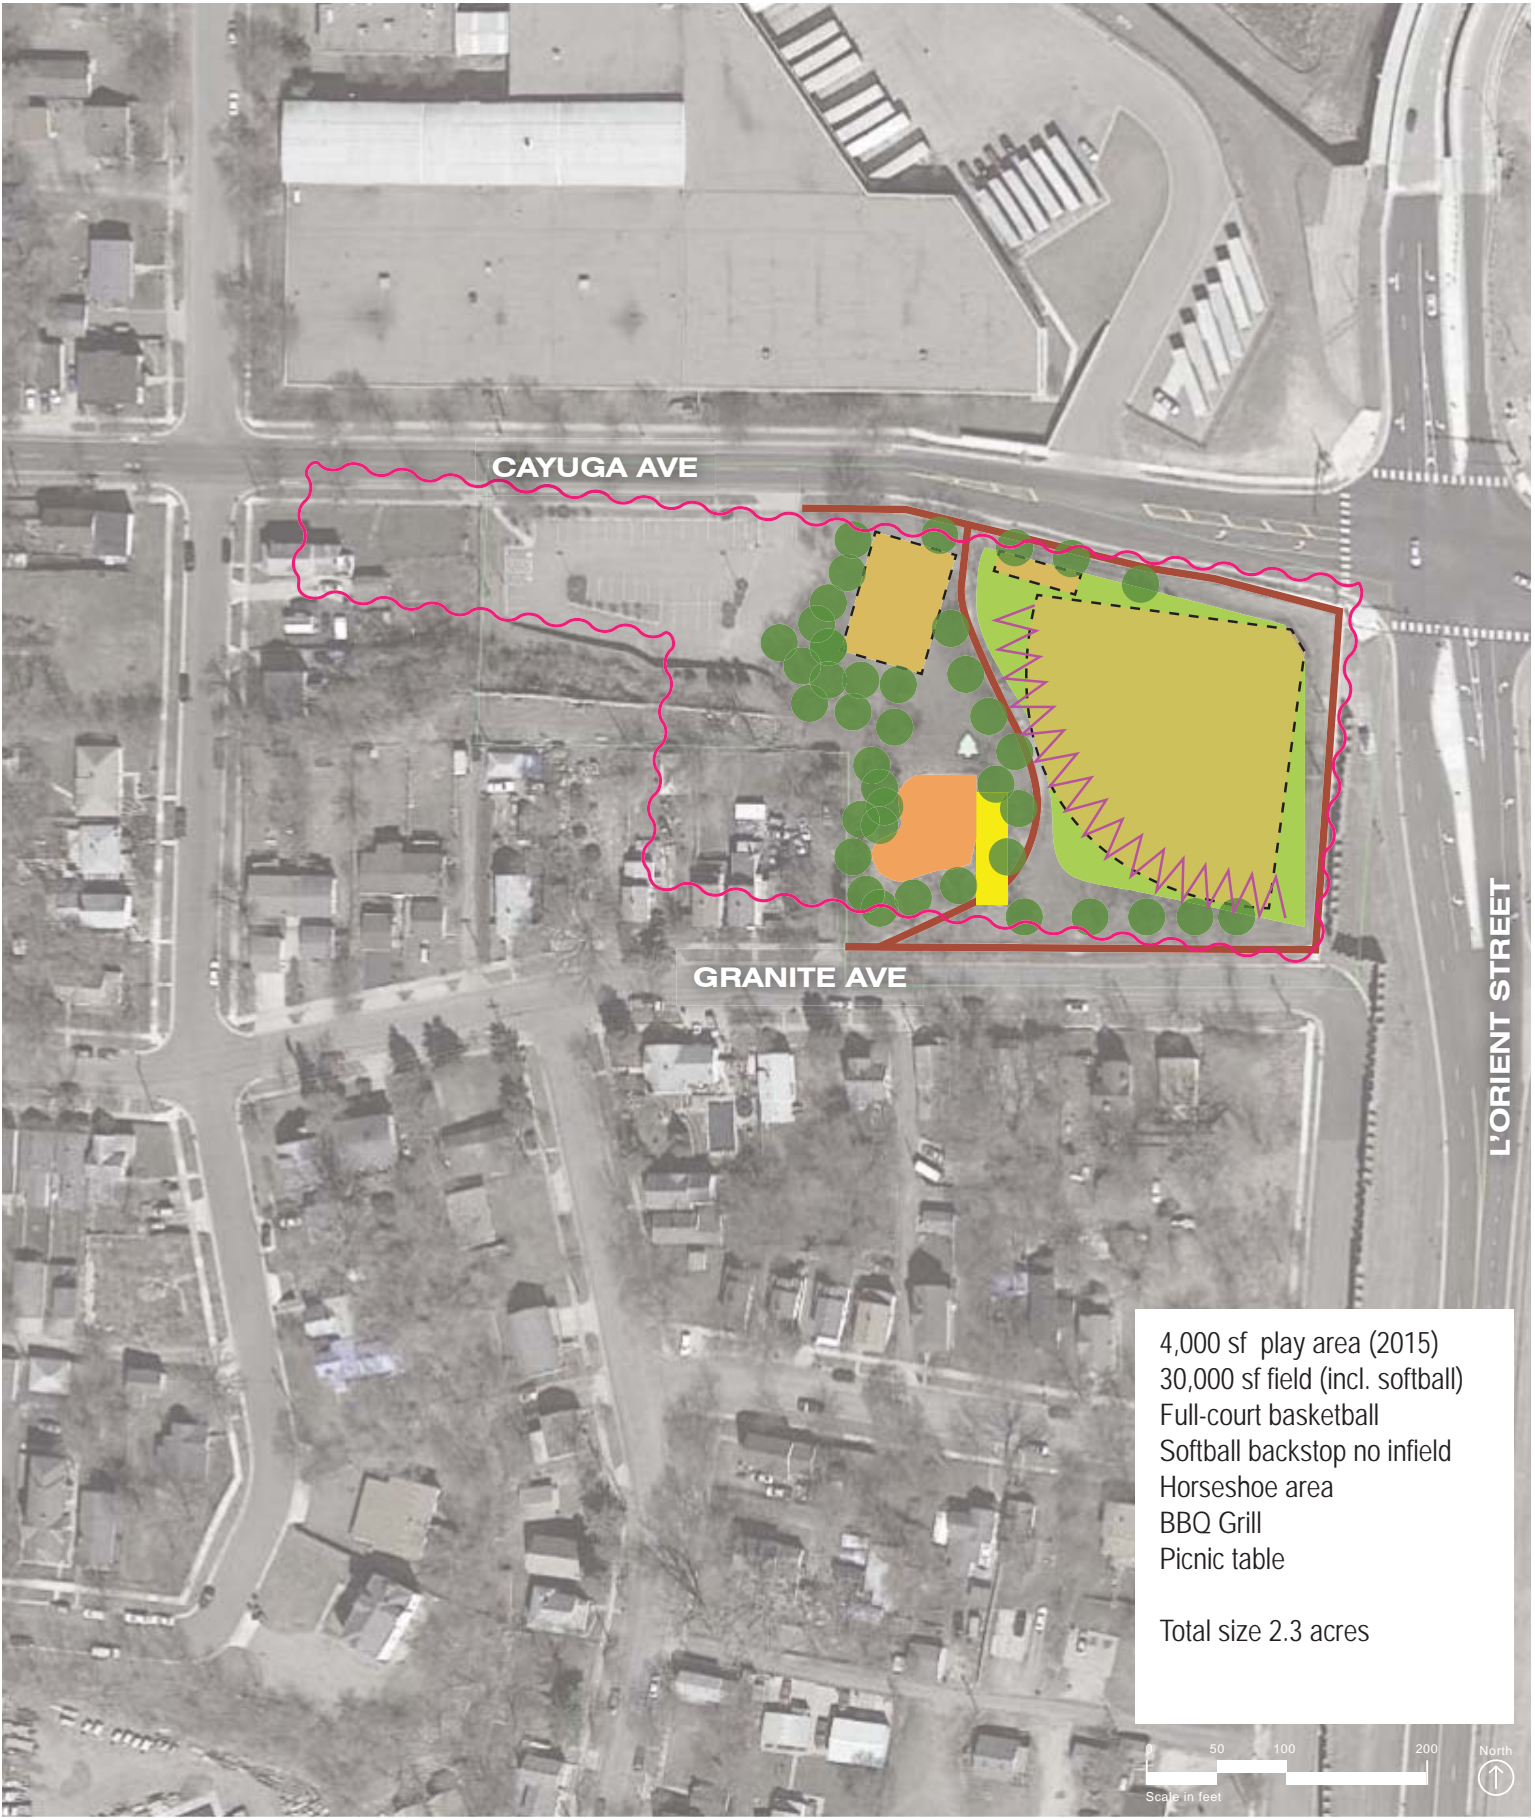 CAYUGA AVE
GRANITE AVE
L'ORIENT STREET
4,000 sf play area (2015)
30,000 sf field (incl. softball)
Full-court basketball
Softball backstop no infield
Horseshoe area
BBQ Grill
Picnic table
Total size 2.3 acres
0 50 100 200
Scale in feet
North